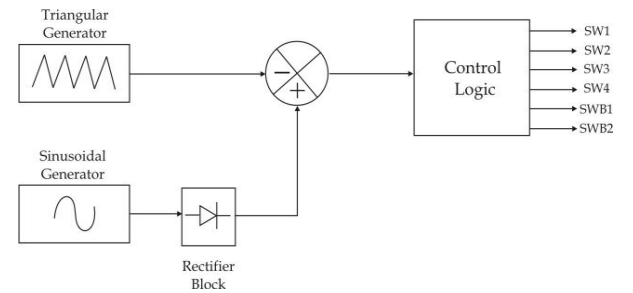 Triangular
Generator
−
+
Control
Logic
SW1
SW2
SW3
SW4
SWB1
SWB2
Sinusoidal
Generator
Rectifier
Block